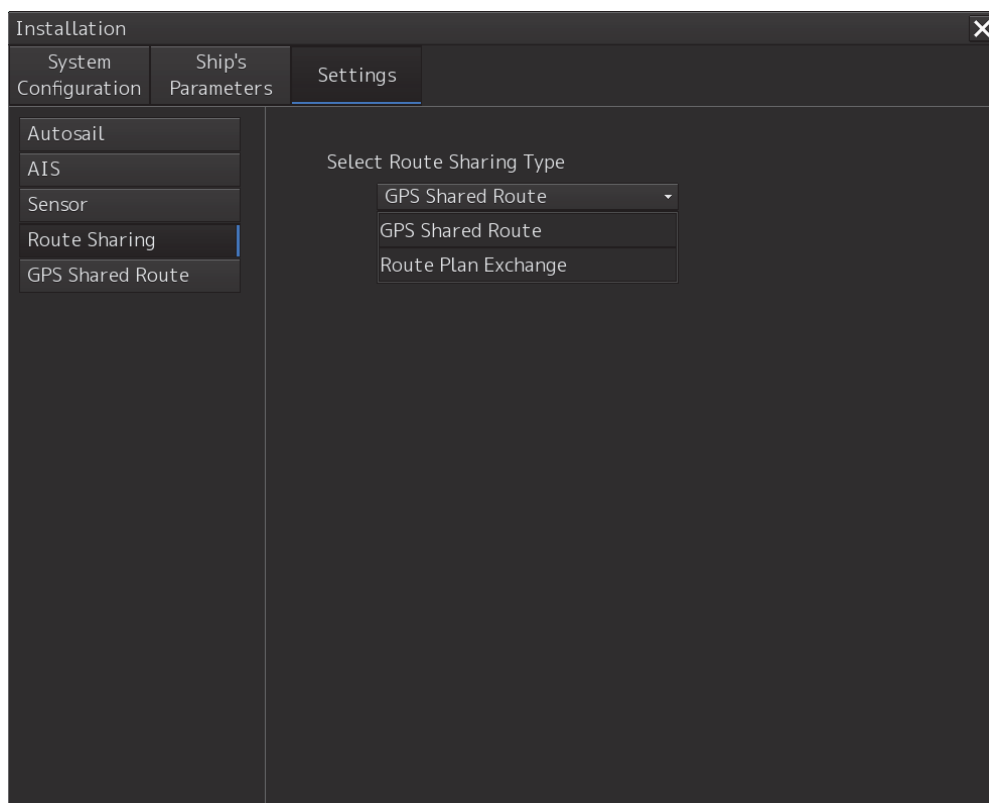 Installation
System
Configuration
Ship's
Parameters
Settings
Autosail
AIS
Sensor
Route Sharing
GPS Shared Route
Select Route Sharing Type
GPS Shared Route
GPS Shared Route
Route Plan Exchange